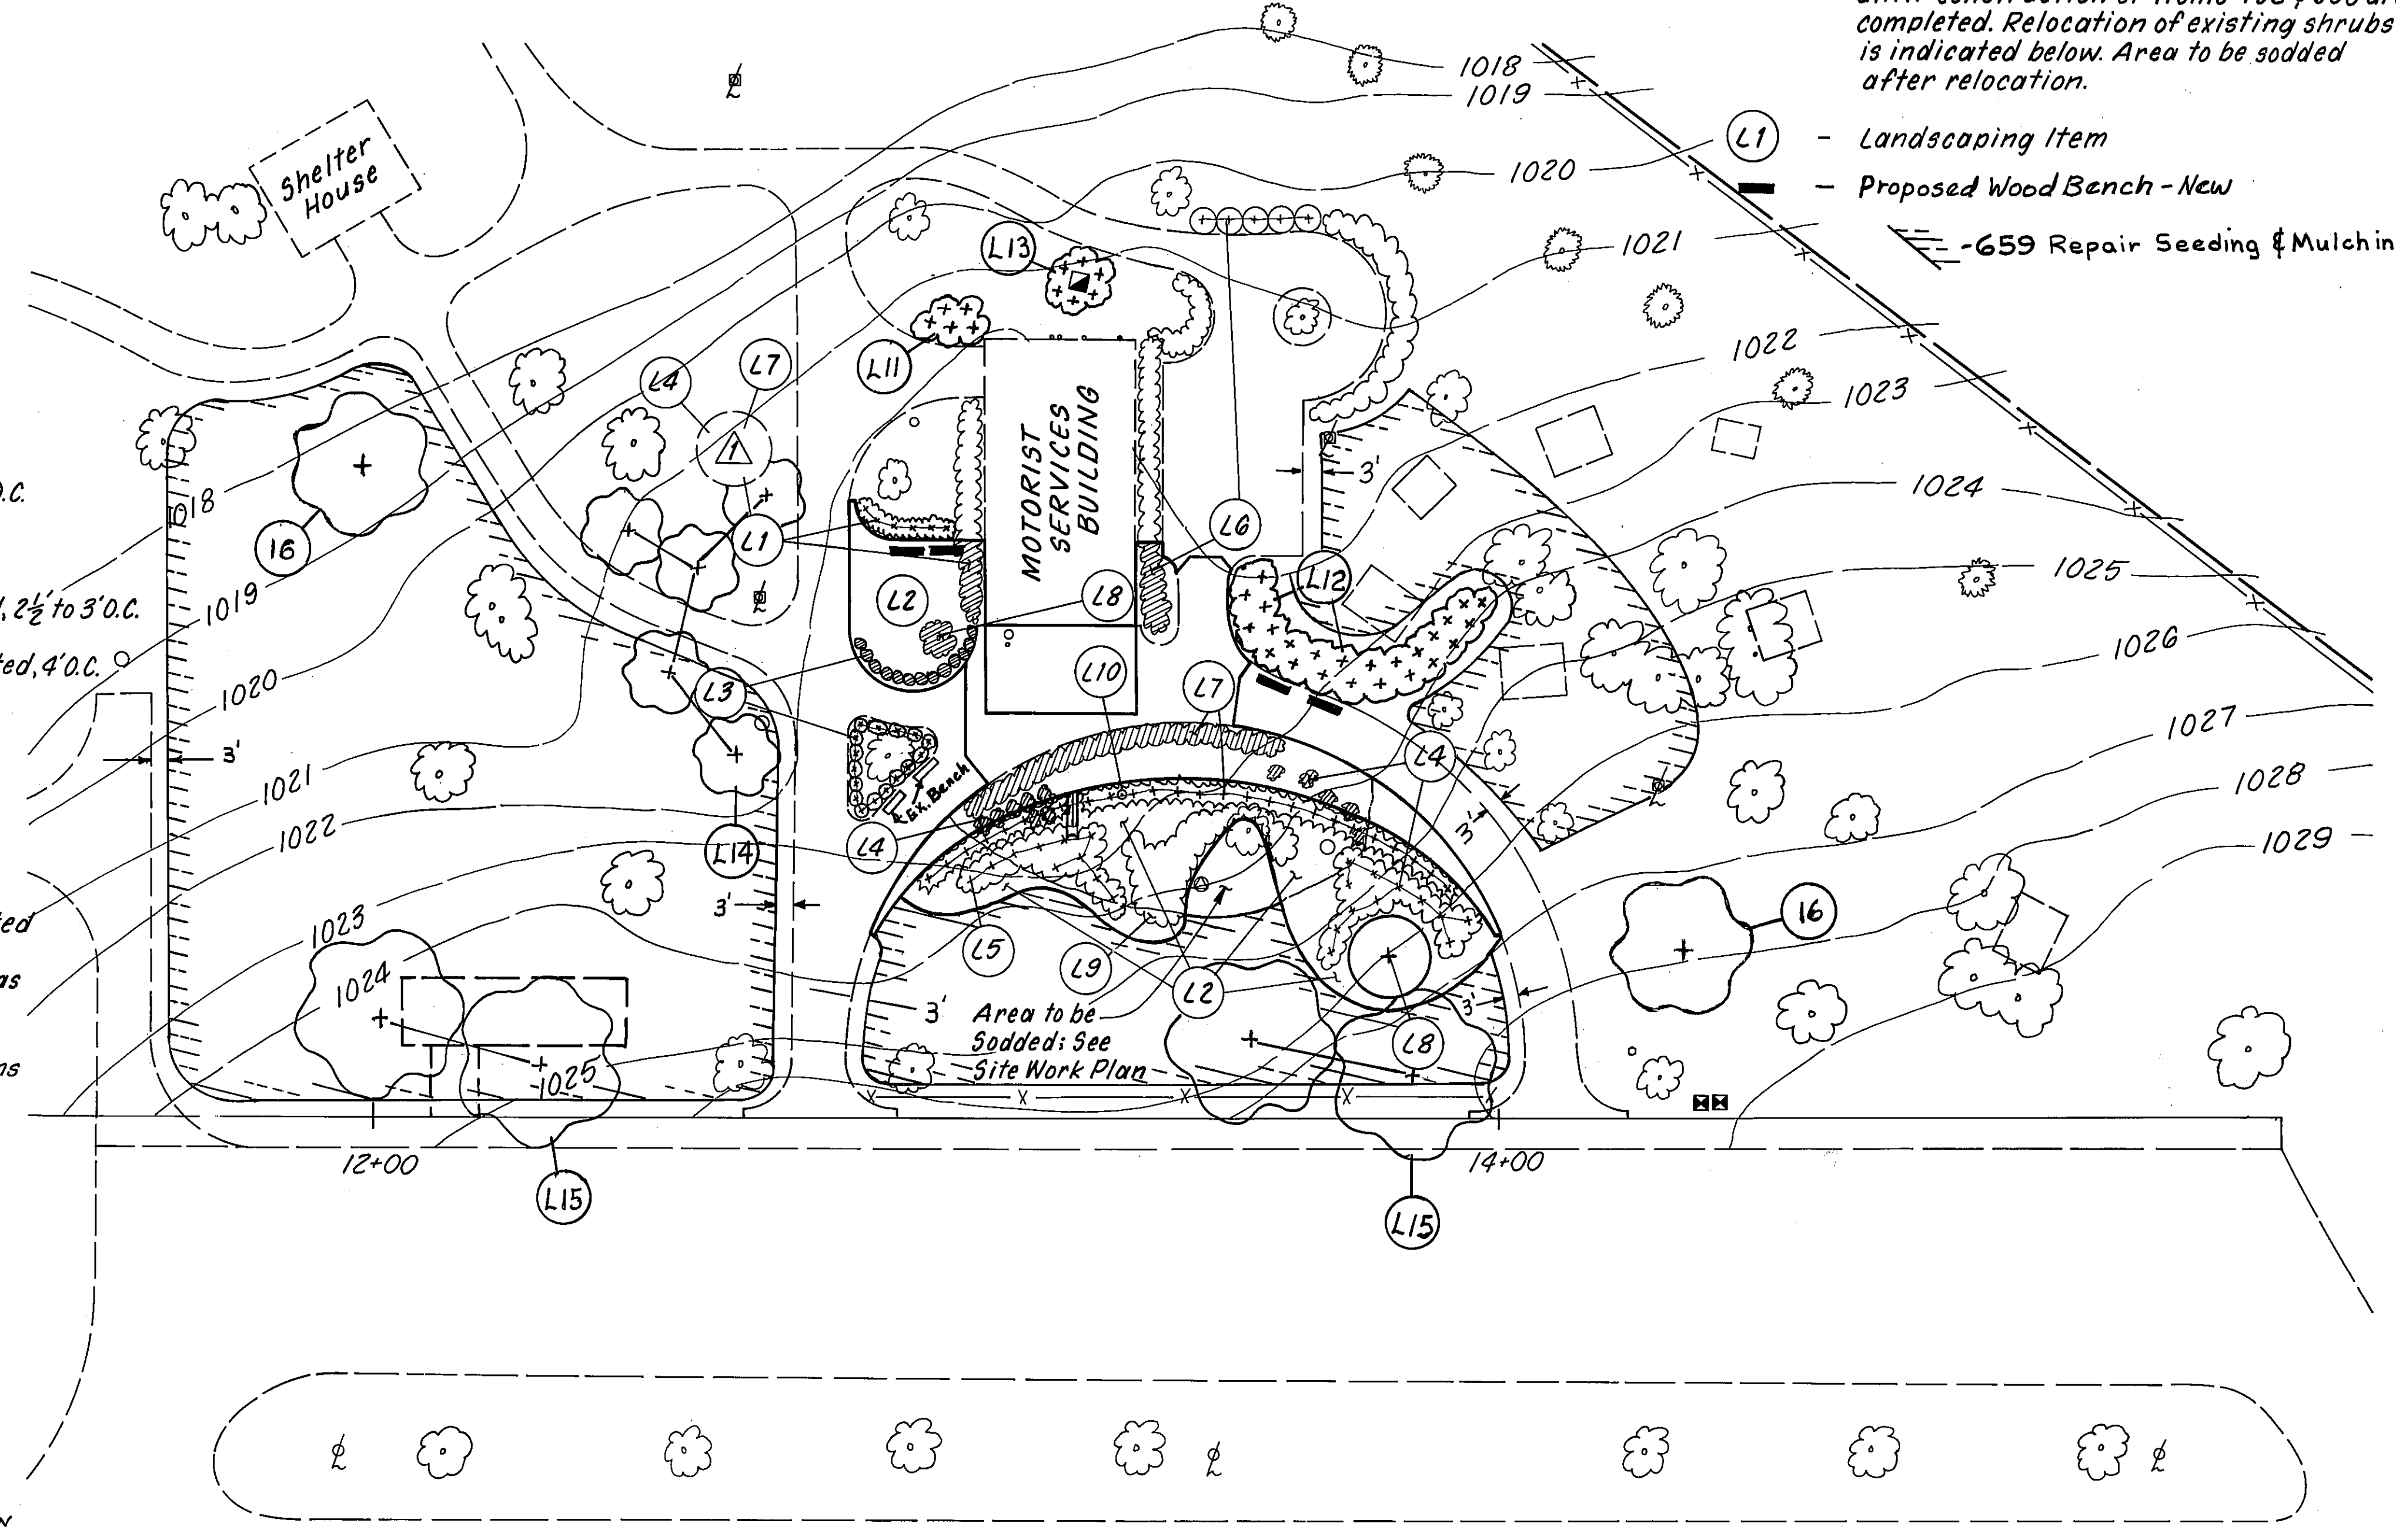 completed. Relocation of existing shrubs
is indicated below. Area to be sodded
after relocation.
L1 - Landscaping Item
- Proposed Wood Bench - New
-659 Repair Seeding & Mulchin
Shelter
House
1018
1019
1020
1021
1022
1023
1024
1025
1026
1027
1028
1029
L13
L11
L4
L7
1
L1
L2
L3
L14
16
MOTORIST
SERVICES
BUILDING
L8
L6
L12
L10
L7
L4
3'
O.C.
, 2½' to 3' O.C.
ted, 4' O.C.
ted
as
ns
1018
1019
1020
1021
1022
1023
1024
1025
3'
3'
Ex. Bench
L4
L5
L9
L2
L8
3'
3'
3'
16
Area to be
Sodded: See
Site Work Plan
12+00
14+00
L15
L15